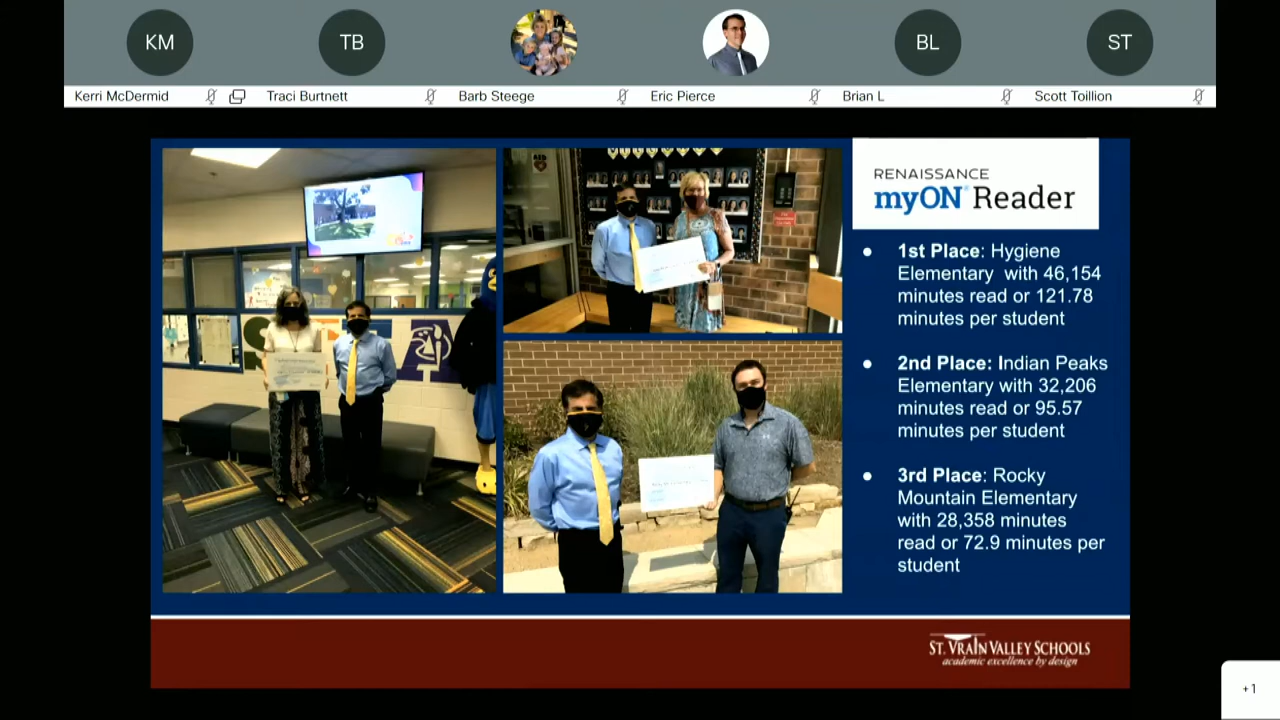 KM
TB
BL
ST
Kerri McDermid
Traci Burtnett
Barb Steege
Eric Pierce
Brian L
Scott Toillion
RENAISSANCE
myON Reader
● 1st Place: Hygiene
Elementary with 46,154
minutes read or 121.78
minutes per student
● 2nd Place: Indian Peaks
Elementary with 32,206
minutes read or 95.57
minutes per student
● 3rd Place: Rocky
Mountain Elementary
with 28,358 minutes
read or 72.9 minutes per
student
AED
ST. VRAIN VALLEY SCHOOLS
academic excellence by design
+1